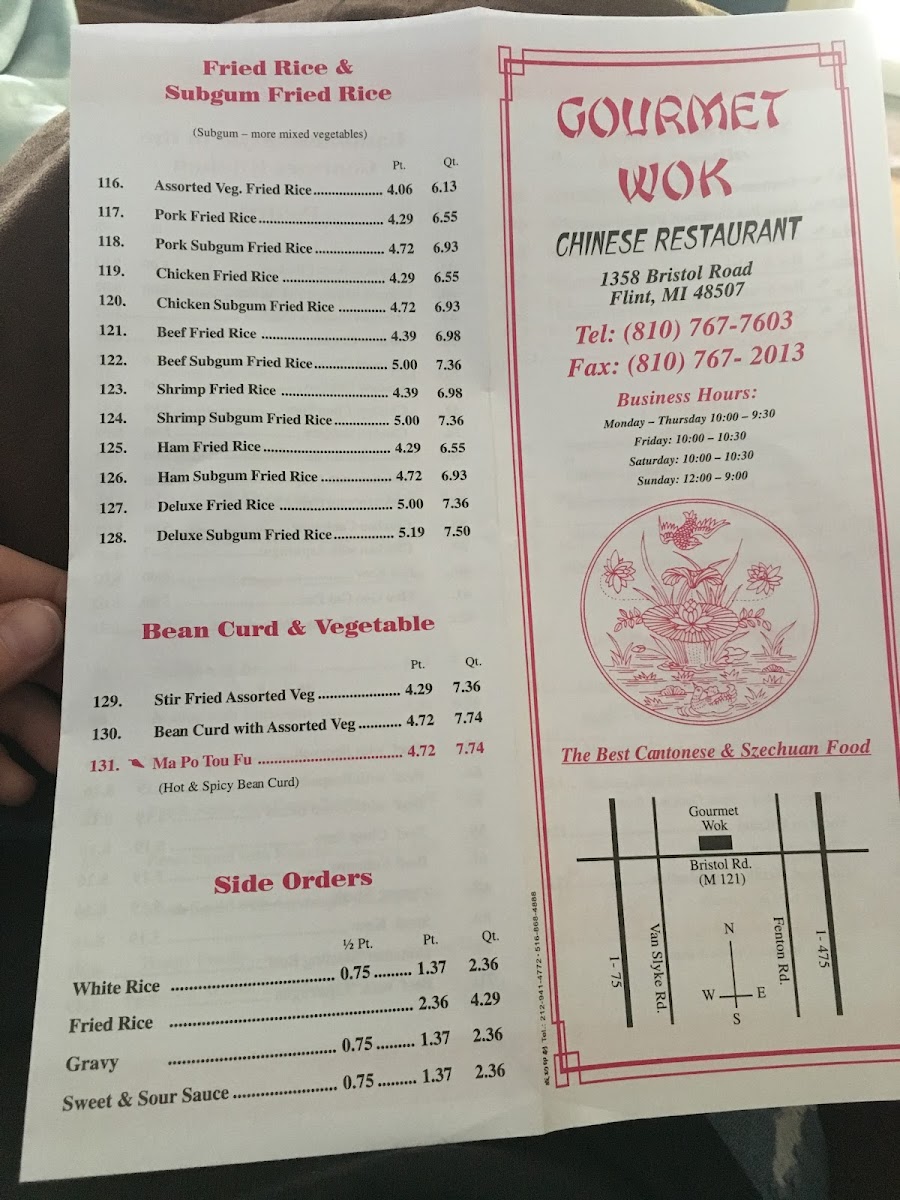 Fried Rice &
Subgum Fried Rice
(Subgum – more mixed vegetables)
Pt. Qt.
116. Assorted Veg. Fried Rice................... 4.06 6.13
117. Pork Fried Rice.................................. 4.29 6.55
118. Pork Subgum Fried Rice ................... 4.72 6.93
119. Chicken Fried Rice ............................ 4.29 6.55
120. Chicken Subgum Fried Rice ............. 4.72 6.93
121. Beef Fried Rice .................................. 4.39 6.98
122. Beef Subgum Fried Rice.................... 5.00 7.36
123. Shrimp Fried Rice ............................. 4.39 6.98
124. Shrimp Subgum Fried Rice............... 5.00 7.36
125. Ham Fried Rice................................... 4.29 6.55
126. Ham Subgum Fried Rice ................... 4.72 6.93
127. Deluxe Fried Rice ............................... 5.00 7.36
128. Deluxe Subgum Fried Rice................ 5.19 7.50
Bean Curd & Vegetable
Pt. Qt.
129. Stir Fried Assorted Veg ...................... 4.29 7.36
130. Bean Curd with Assorted Veg ........... 4.72 7.74
131. Ma Po Tou Fu ...................................... 4.72 7.74
(Hot & Spicy Bean Curd)
Side Orders
½ Pt. Pt. Qt.
White Rice .................................... 0.75 ......... 1.37 2.36
Fried Rice ...................................................... 2.36 4.29
Gravy ..................................... 0.75 ......... 1.37 2.36
Sweet & Sour Sauce ....................... 0.75 ......... 1.37 2.36
GOURMET
WOK
CHINESE RESTAURANT
1358 Bristol Road
Flint, MI 48507
Tel: (810) 767-7603
Fax: (810) 767- 2013
Business Hours:
Monday – Thursday 10:00 – 9:30
Friday: 10:00 – 10:30
Saturday: 10:00 – 10:30
Sunday: 12:00 – 9:00
The Best Cantonese & Szechuan Food
Gourmet
Wok
Bristol Rd.
(M 121)
I- 75
Van Slyke Rd.
N
W E
S
Fenton Rd.
I- 475
Tel.: 212-941-4772 • 516-868-4888